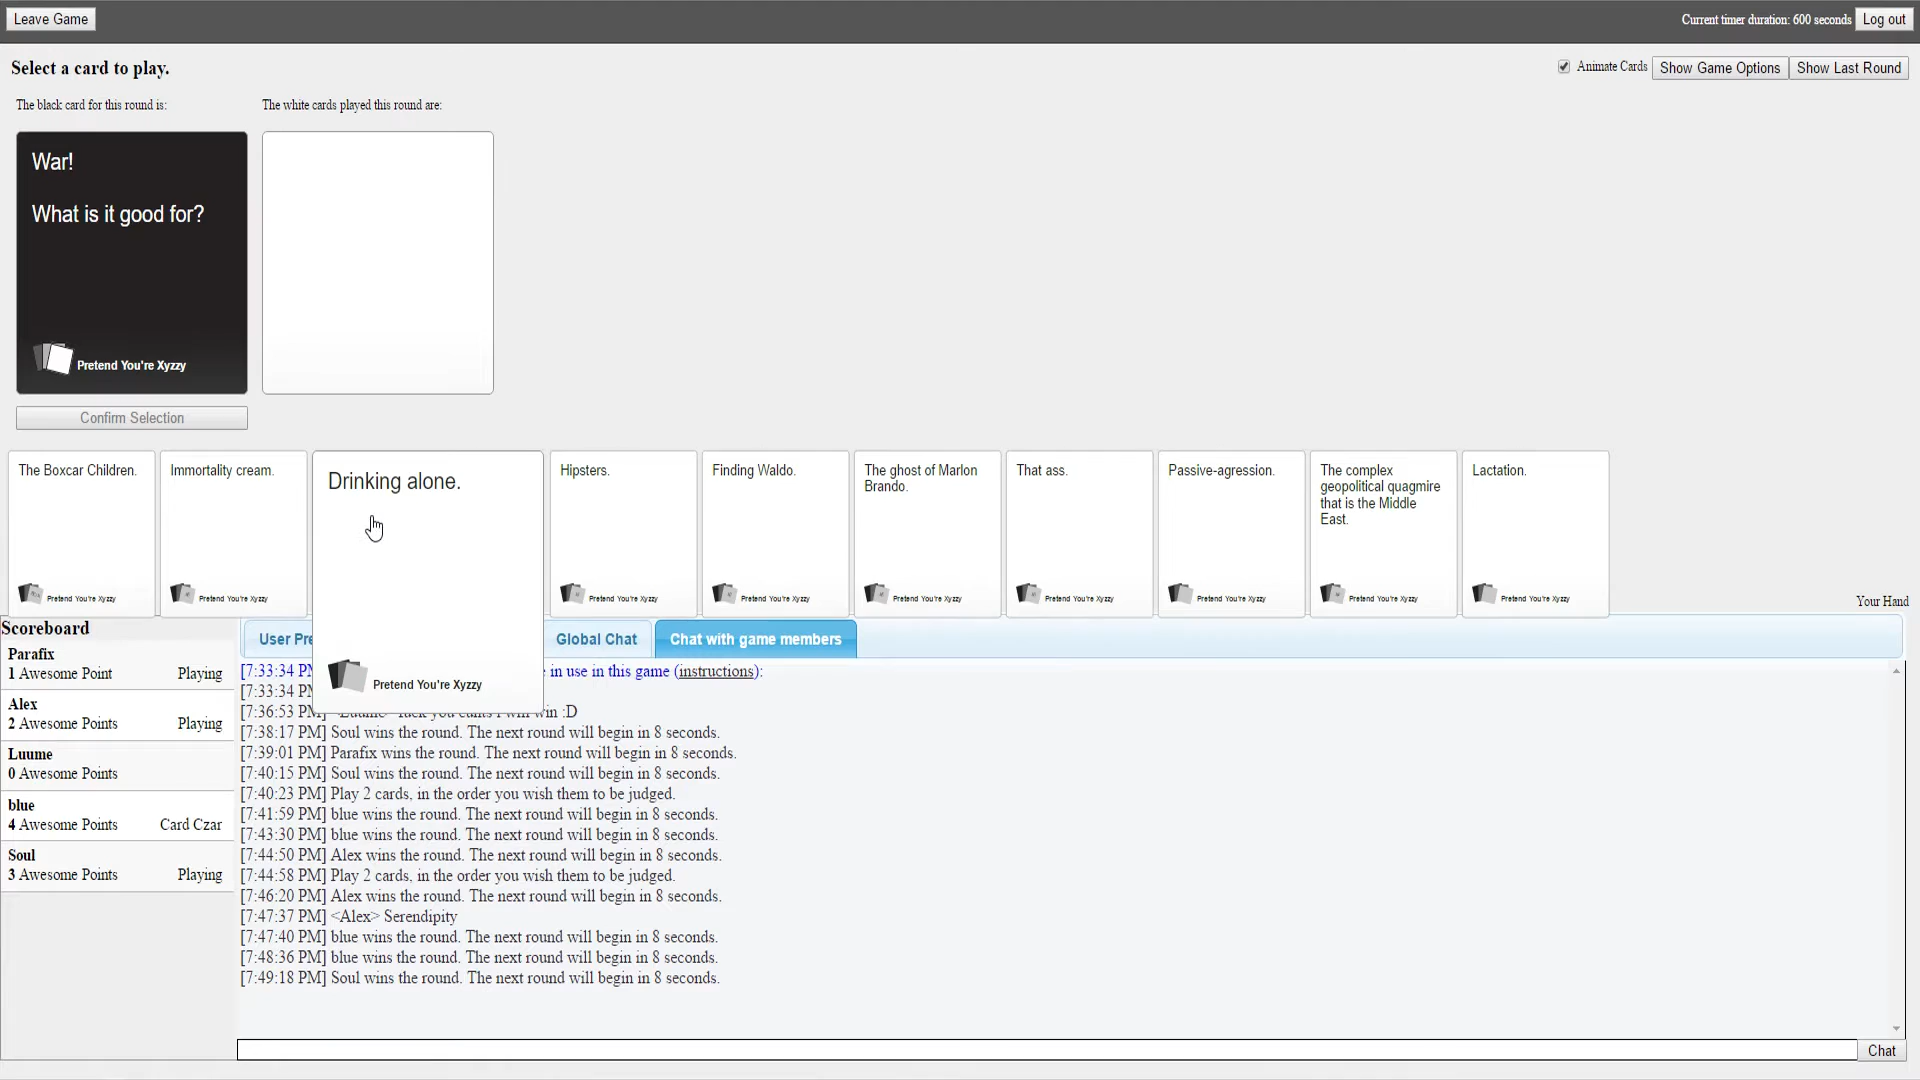 Leave Game
Current timer duration: 600 seconds
Log out
Select a card to play.
Animate Cards
Show Game Options
Show Last Round
The black card for this round is:
The white cards played this round are:
War!
What is it good for?
Pretend You're Xyzzy
Confirm Selection
The Boxcar Children.
Pretend You're Xyzzy
Immortality cream.
Pretend You're Xyzzy
Drinking alone.
Pretend You're Xyzzy
Hipsters.
Pretend You're Xyzzy
Finding Waldo.
Pretend You're Xyzzy
The ghost of Marlon
Brando.
Pretend You're Xyzzy
That ass.
Pretend You're Xyzzy
Passive-agression.
Pretend You're Xyzzy
The complex
geopolitical quagmire
that is the Middle
East.
Pretend You're Xyzzy
Lactation.
Pretend You're Xyzzy
Your Hand
Scoreboard
Parafix
1 Awesome Point Playing
Alex
2 Awesome Points Playing
Luume
0 Awesome Points
blue
4 Awesome Points Card Czar
Soul
3 Awesome Points Playing
User Pre
Global Chat
Chat with game members
[7:33:34 PM in use in this game (instructions):
[7:33:34 PM
[7:36:53 PM] win :D
[7:38:17 PM] Soul wins the round. The next round will begin in 8 seconds.
[7:39:01 PM] Parafix wins the round. The next round will begin in 8 seconds.
[7:40:15 PM] Soul wins the round. The next round will begin in 8 seconds.
[7:40:23 PM] Play 2 cards, in the order you wish them to be judged.
[7:41:59 PM] blue wins the round. The next round will begin in 8 seconds.
[7:43:30 PM] blue wins the round. The next round will begin in 8 seconds.
[7:44:50 PM] Alex wins the round. The next round will begin in 8 seconds.
[7:44:58 PM] Play 2 cards, in the order you wish them to be judged.
[7:46:20 PM] Alex wins the round. The next round will begin in 8 seconds.
[7:47:37 PM] <Alex> Serendipity
[7:47:40 PM] blue wins the round. The next round will begin in 8 seconds.
[7:48:36 PM] blue wins the round. The next round will begin in 8 seconds.
[7:49:18 PM] Soul wins the round. The next round will begin in 8 seconds.
Chat